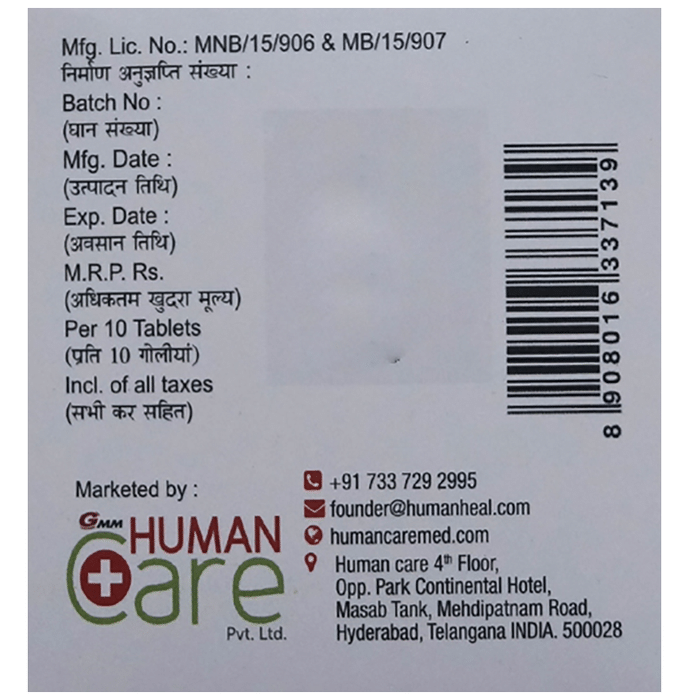 Mfg. Lic. No.: MNB/15/906 & MB/15/907
निर्माण अनुज्ञप्ति संख्या :
Batch No :
(घान संख्या)
Mfg. Date :
(उत्पादन तिथि)
Exp. Date :
(अवसान तिथि)
M.R.P. Rs.
(अधिकतम खुदरा मूल्य)
Per 10 Tablets
(प्रति 10 गोलीयां)
Incl. of all taxes
(सभी कर सहित)
8 908016 337139
Marketed by :
GMM
HUMAN
Care
Pvt. Ltd.
+91 733 729 2995
founder@humanheal.com
humancaremed.com
Human care 4th Floor,
Opp. Park Continental Hotel,
Masab Tank, Mehdipatnam Road,
Hyderabad, Telangana INDIA. 500028